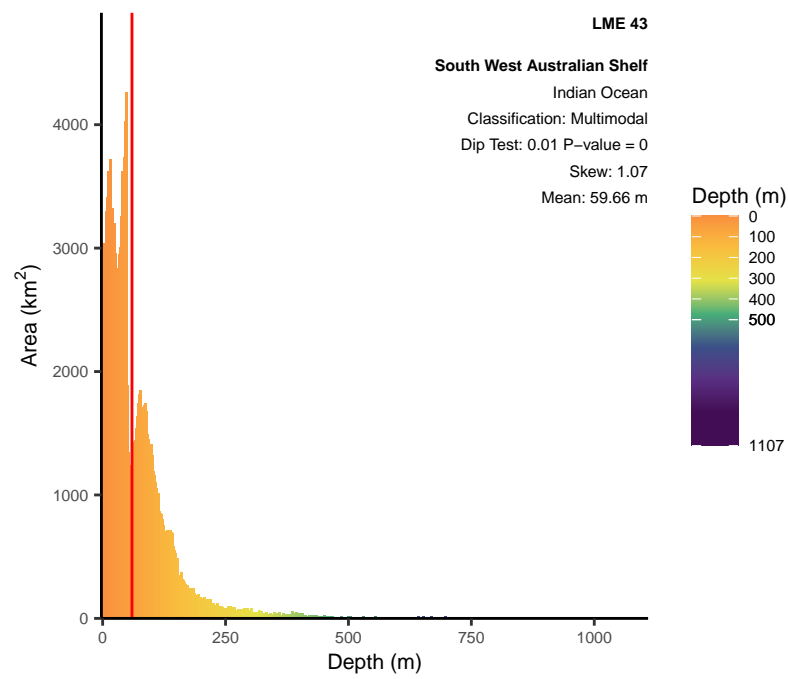 LME 43
South West Australian Shelf
Indian Ocean
Classification: Multimodal
Dip Test: 0.01 P−value = 0
Skew: 1.07
Mean: 59.66 m
Area (km²)
4000
3000
2000
1000
0
0 250 500 750 1000
Depth (m)
Depth (m)
0
100
200
300
400
500
1107